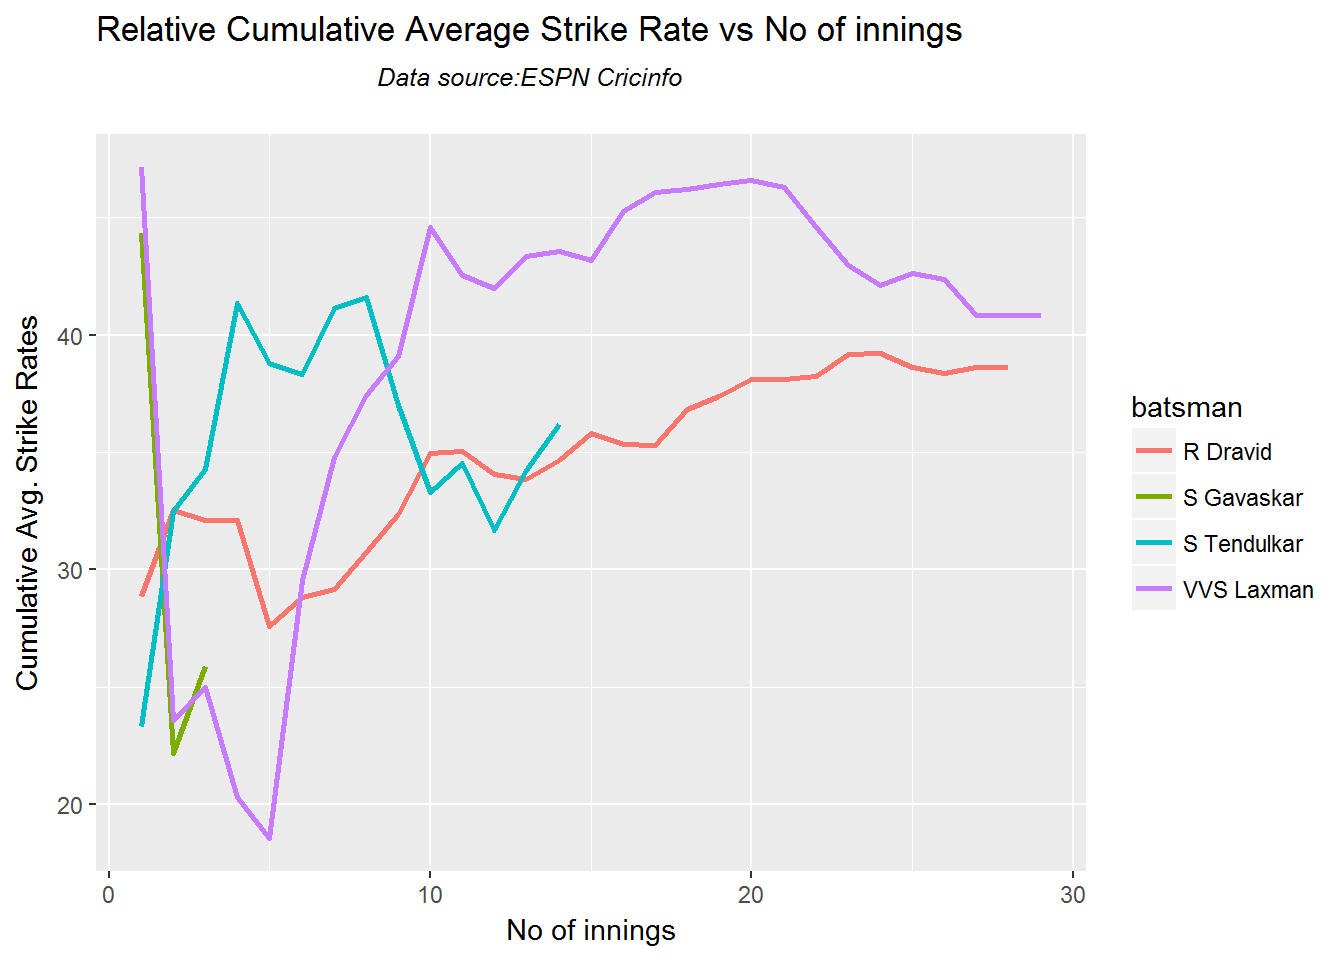 Relative Cumulative Average Strike Rate vs No of innings
Data source:ESPN Cricinfo
Cumulative Avg. Strike Rates
40
30
20
0
10
20
30
No of innings
batsman
R Dravid
S Gavaskar
S Tendulkar
VVS Laxman